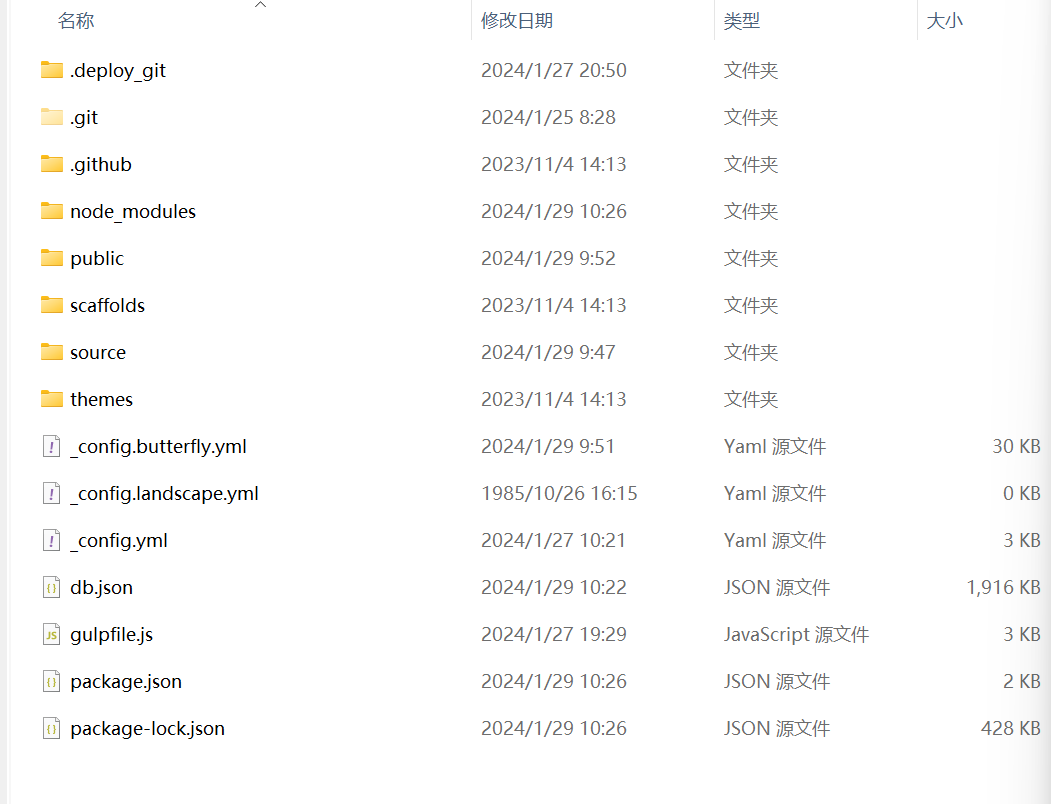 名称 修改日期 类型 大小
.deploy_git 2024/1/27 20:50 文件夹
.git 2024/1/25 8:28 文件夹
.github 2023/11/4 14:13 文件夹
node_modules 2024/1/29 10:26 文件夹
public 2024/1/29 9:52 文件夹
scaffolds 2023/11/4 14:13 文件夹
source 2024/1/29 9:47 文件夹
themes 2023/11/4 14:13 文件夹
_config.butterfly.yml 2024/1/29 9:51 Yaml 源文件 30 KB
_config.landscape.yml 1985/10/26 16:15 Yaml 源文件 0 KB
_config.yml 2024/1/27 10:21 Yaml 源文件 3 KB
db.json 2024/1/29 10:22 JSON 源文件 1,916 KB
gulpfile.js 2024/1/27 19:29 JavaScript 源文件 3 KB
package.json 2024/1/29 10:26 JSON 源文件 2 KB
package-lock.json 2024/1/29 10:26 JSON 源文件 428 KB